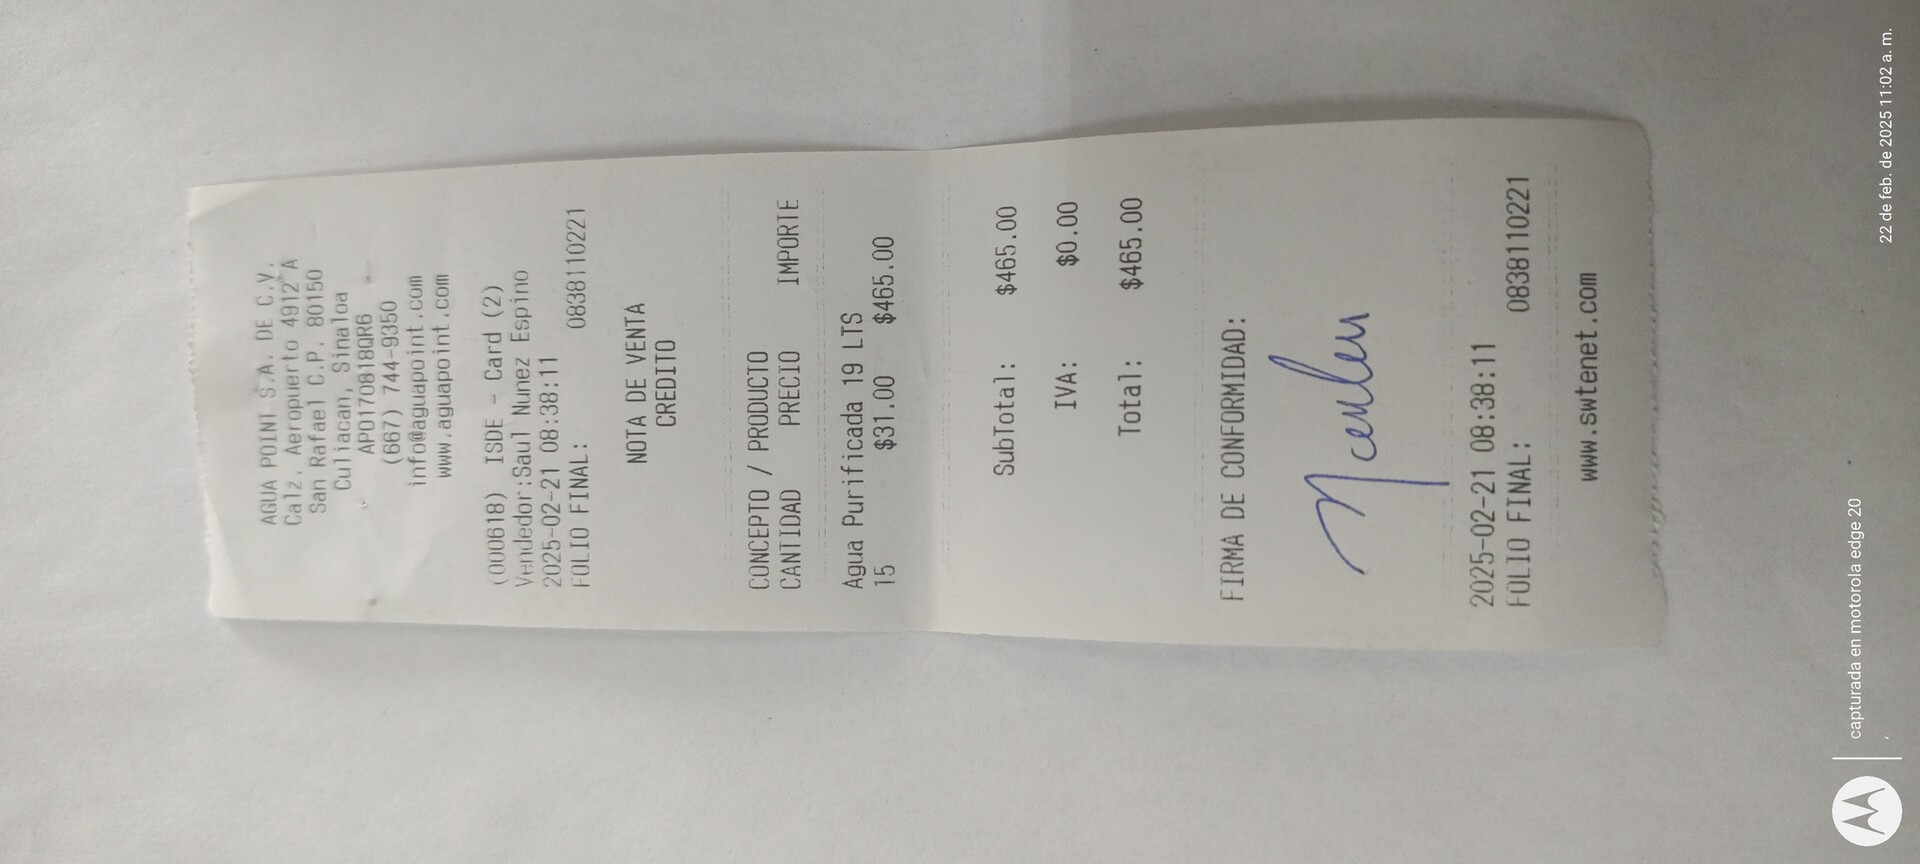 AGUA POINT S.A. DE C.V.
Calz. Aeropuerto 4912 A
San Rafael C.P. 80150
Culiacan, Sinaloa
APO170818QR6
(667) 744-9350
info@aguapoint.com
www.aguapoint.com
(000618) ISDE - Card (2)
Vendedor:Saul Nunez Espino
2025-02-21 08:38:11
FOLIO FINAL: 0838110221
NOTA DE VENTA
CREDITO
CONCEPTO / PRODUCTO
CANTIDAD PRECIO IMPORTE
Agua Purificada 19 LTS
15 $31.00 $465.00
SubTotal: $465.00
IVA: $0.00
Total: $465.00
FIRMA DE CONFORMIDAD:
2025-02-21 08:38:11
FOLIO FINAL: 0838110221
www.swtenet.com
capturada en motorola edge 20
22 de feb. de 2025 11:02 a. m.